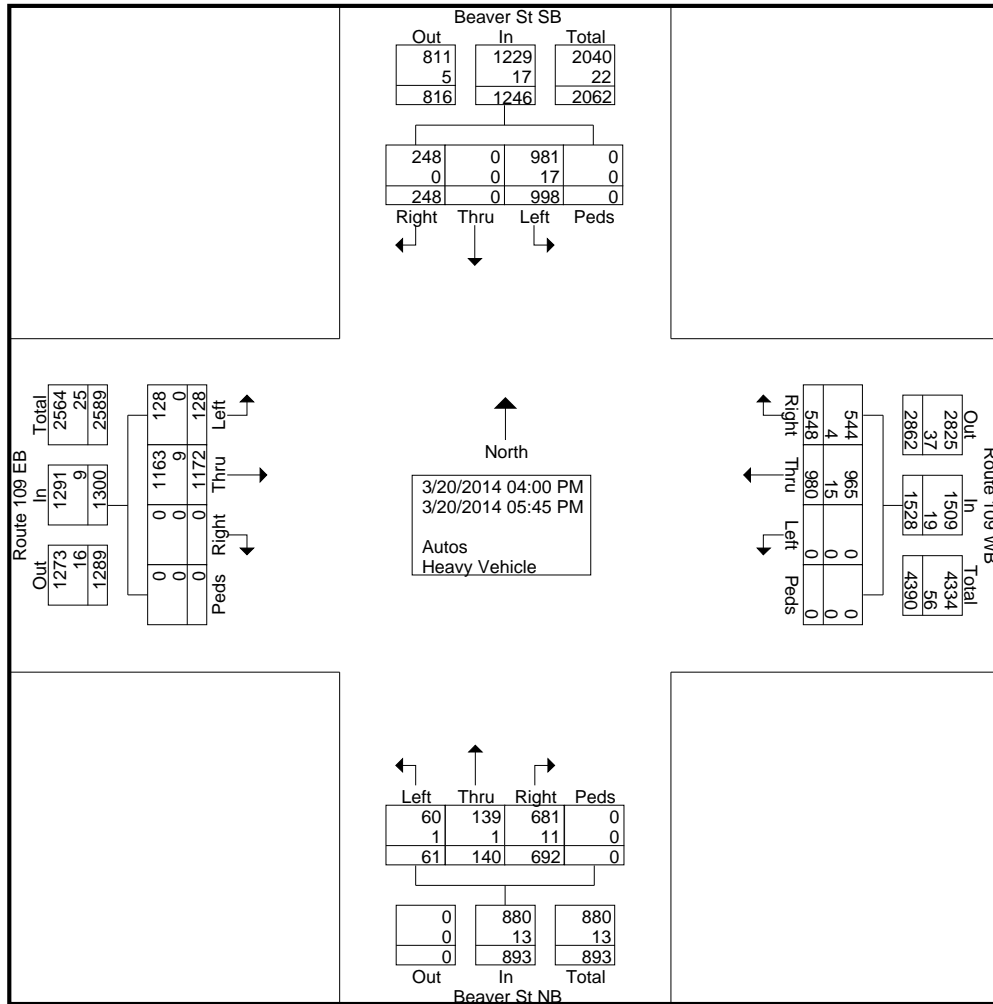 Beaver St SB
Out In Total
811 1229 2040
5 17 22
816 1246 2062
248 0 981 0
0 0 17 0
248 0 998 0
Right Thru Left Peds
Route 109 EB
Total In Out
2564 1291 1273
25 9 16
2589 1300 1289
128 1163 0 0
0 9 0 0
128 1172 0 0
Left Thru Right Peds
North
3/20/2014 04:00 PM
3/20/2014 05:45 PM
Autos
Heavy Vehicle
Right Thru Left Peds
544 965 0 0
4 15 0 0
548 980 0 0
Out In Total
2825 1509 4334
37 19 56
2862 1528 4390
Route 109 WB
Left Thru Right Peds
60 139 681 0
1 1 11 0
61 140 692 0
0 880 880
0 13 13
0 893 893
Out In Total
Beaver St NB